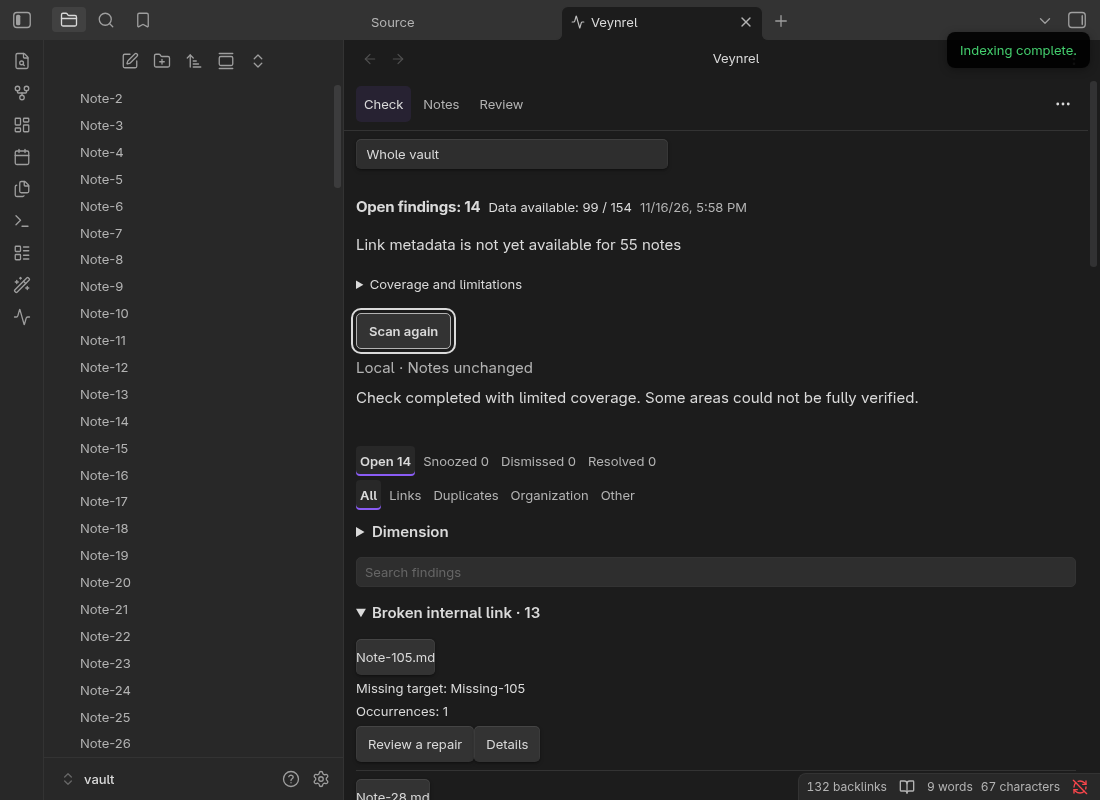 Source
Veynrel
Indexing complete.
Veynrel
Check
Notes
Review
Whole vault
Open findings: 14 Data available: 99 / 154 11/16/26, 5:58 PM
Link metadata is not yet available for 55 notes
Coverage and limitations
Scan again
Local · Notes unchanged
Check completed with limited coverage. Some areas could not be fully verified.
Open 14 Snoozed 0 Dismissed 0 Resolved 0
All Links Duplicates Organization Other
Dimension
Search findings
Broken internal link · 13
Note-105.md
Missing target: Missing-105
Occurrences: 1
Review a repair
Details
Note-28.md
Note-2
Note-3
Note-4
Note-5
Note-6
Note-7
Note-8
Note-9
Note-10
Note-11
Note-12
Note-13
Note-14
Note-15
Note-16
Note-17
Note-18
Note-19
Note-20
Note-21
Note-22
Note-23
Note-24
Note-25
Note-26
vault
132 backlinks
9 words 67 characters